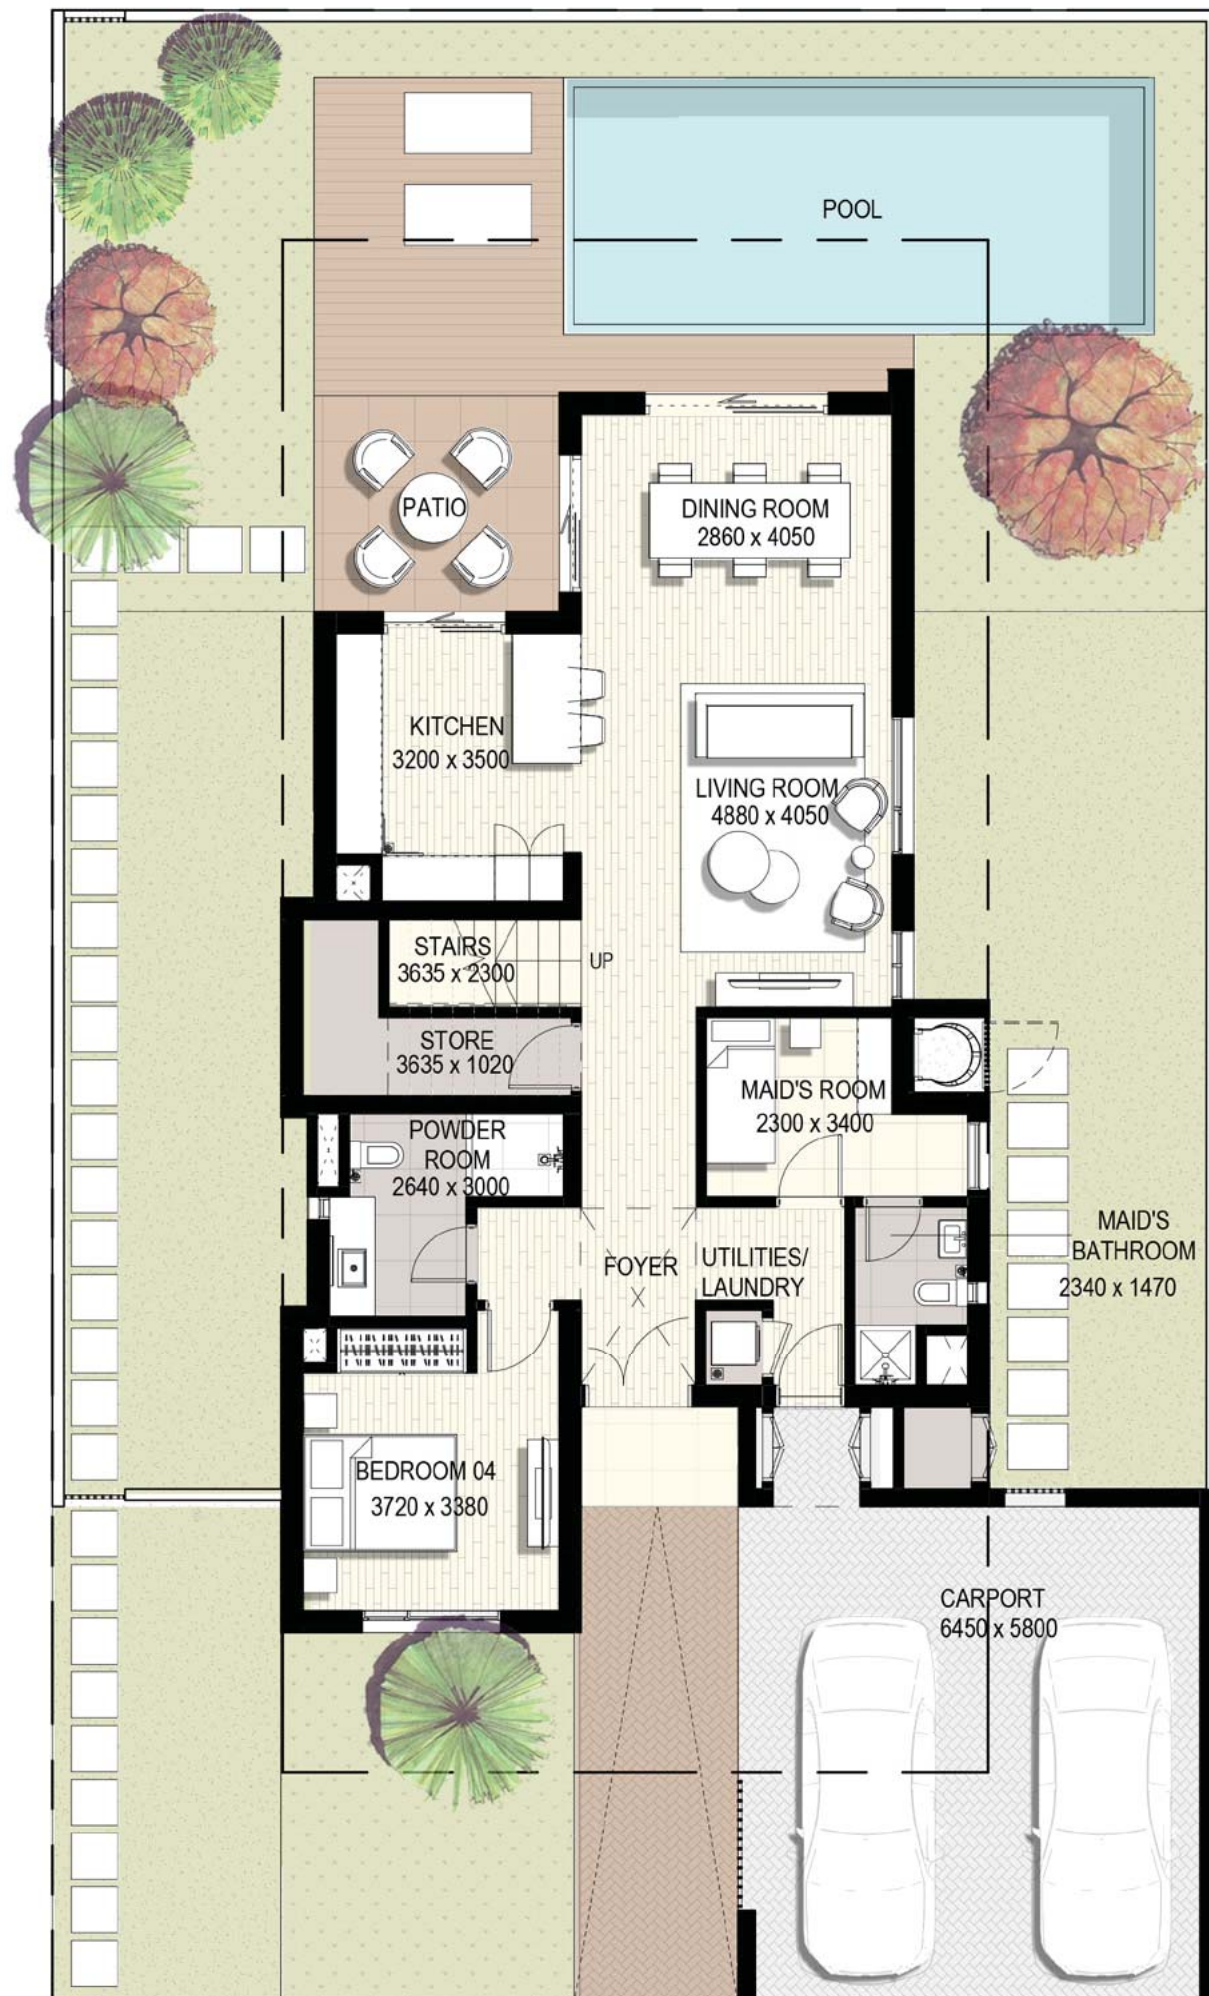 POOL
PATIO
DINING ROOM
2860 x 4050
KITCHEN
3200 x 3500
LIVING ROOM
4880 x 4050
STAIRS
3635 x 2300
UP
STORE
3635 x 1020
MAID'S ROOM
2300 x 3400
POWDER
ROOM
2640 x 3000
MAID'S
BATHROOM
2340 x 1470
FOYER
UTILITIES/
LAUNDRY
BEDROOM 04
3720 x 3380
CARPORT
6450 x 5800